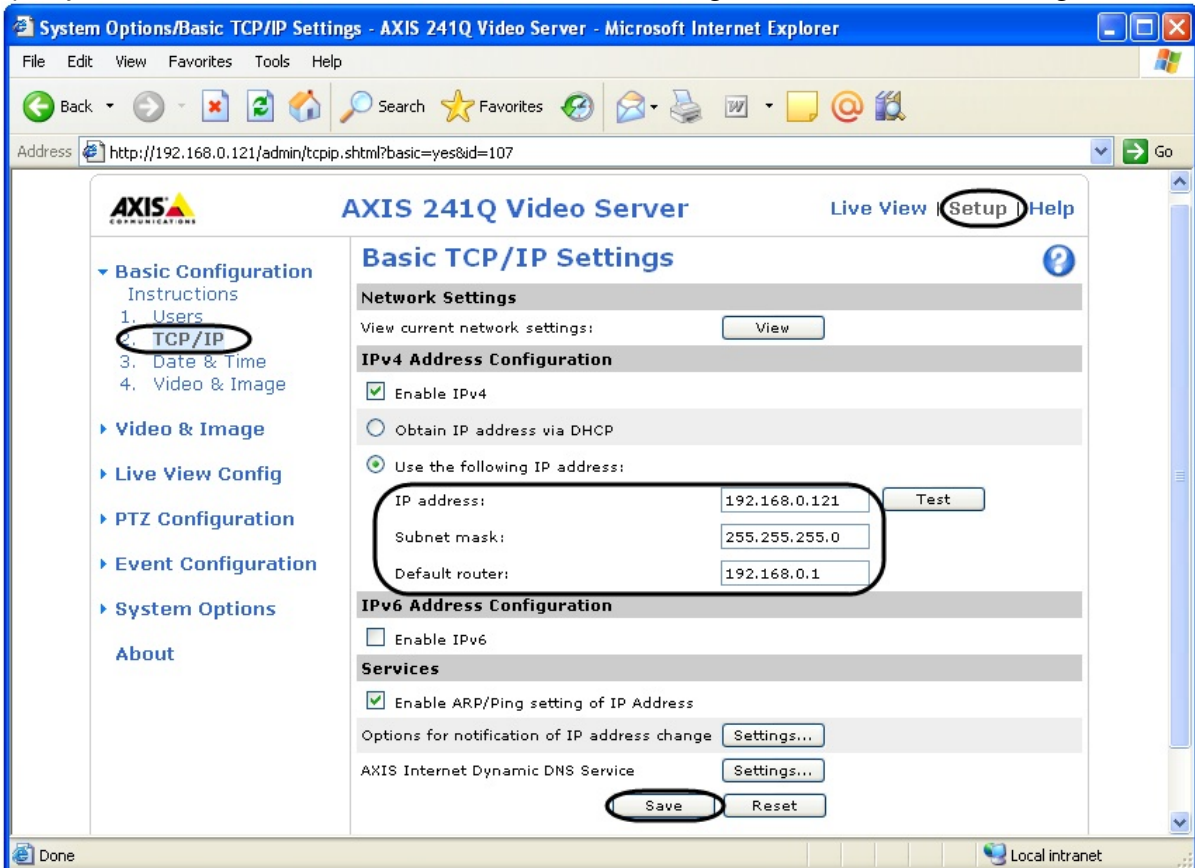 System Options/Basic TCP/IP Settings - AXIS 241Q Video Server - Microsoft Internet Explorer
File Edit View Favorites Tools Help
Back Search Favorites
Address http://192.168.0.121/admin/tcpip.shtml?basic=yes&id=107 Go
AXIS COMMUNICATIONS
AXIS 241Q Video Server
Live View | Setup | Help
Basic Configuration
Instructions
1. Users
2. TCP/IP
3. Date & Time
4. Video & Image
Video & Image
Live View Config
PTZ Configuration
Event Configuration
System Options
About
Basic TCP/IP Settings
Network Settings
View current network settings: View
IPv4 Address Configuration
Enable IPv4
Obtain IP address via DHCP
Use the following IP address:
IP address: 192.168.0.121 Test
Subnet mask: 255.255.255.0
Default router: 192.168.0.1
IPv6 Address Configuration
Enable IPv6
Services
Enable ARP/Ping setting of IP Address
Options for notification of IP address change Settings...
AXIS Internet Dynamic DNS Service Settings...
Save Reset
Done Local intranet